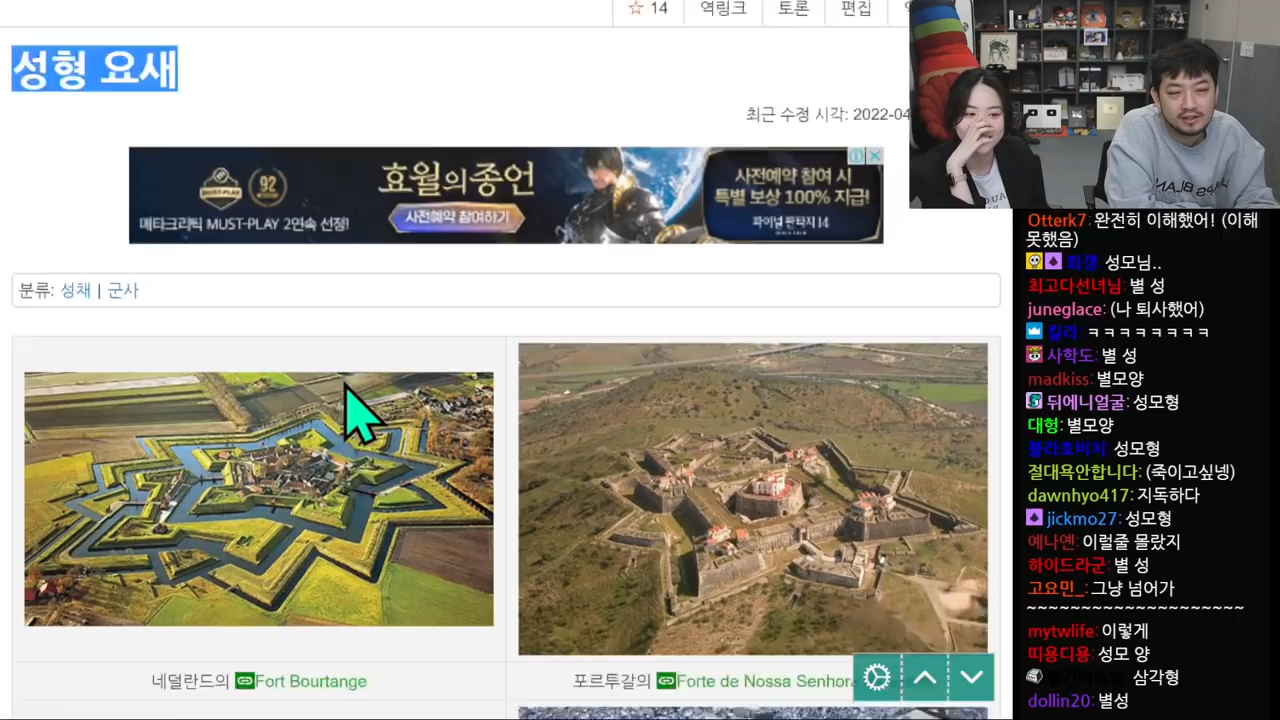 ☆ 14
역링크
토론
편집
성형 요새
최근 수정 시각: 2022-04
MUST-PLAY
92
메타크리틱 MUST-PLAY 2연속 선정!
효월의 종언
사전예약 참여하기
사전예약 참여 시
특별 보상 100% 지급!
파이널 판타지 14
분류: 성채 | 군사
네덜란드의 Fort Bourtange
포르투갈의 Forte de Nossa Senhora
Otterk7: 완전히 이해했어! (이해
못했음)
성모님..
최고다선녀님: 별 성
juneglace: (나 퇴사했어)
ㅋㅋㅋㅋㅋㅋㅋㅋ
사학도: 별 성
madkiss: 별모양
뒤에니얼굴: 성모형
대헝: 별모양
성모형
절대욕안합니다: (죽이고싶넹)
dawnhyo417: 지독하다
jickmo27: 성모형
예나옌: 이럴줄 몰랐지
하이드라군: 별 성
고요민_: 그냥 넘어가
~~~~~~~~~~~~~~~~~~~~
mytwlife: 이렇게
띠용디용: 성모 양
삼각형
dollin20: 별성